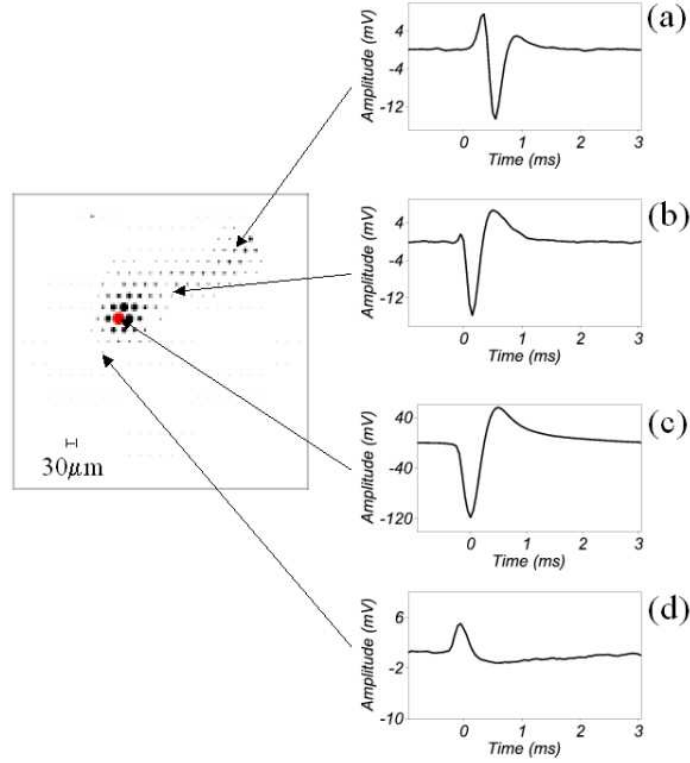 (a)
Amplitude (mV)
4
-4
-12
0 1 2 3
Time (ms)
(b)
Amplitude (mV)
4
-4
-12
0 1 2 3
Time (ms)
30μm
(c)
Amplitude (mV)
40
-40
-120
0 1 2 3
Time (ms)
(d)
Amplitude (mV)
6
-2
-10
0 1 2 3
Time (ms)